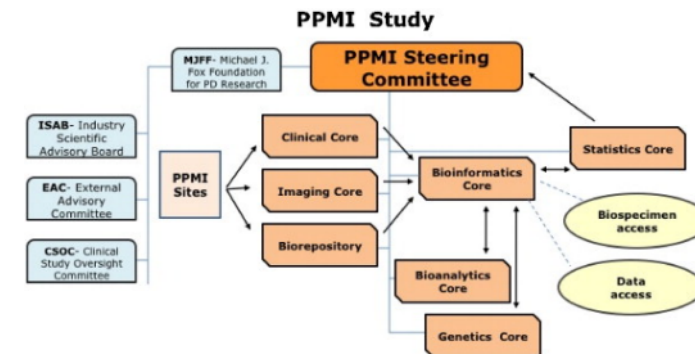 PPMI Study
MJFF- Michael J.
Fox Foundation
for PD Research
PPMI Steering
Committee
ISAB- Industry
Scientific
Advisory Board
EAC- External
Advisory
Committee
CSOC- Clinical
Study Oversight
Committee
PPMI
Sites
Clinical Core
Imaging Core
Biorepository
Bioinformatics
Core
Statistics Core
Bioanalytics
Core
Genetics Core
Biospecimen
access
Data
access